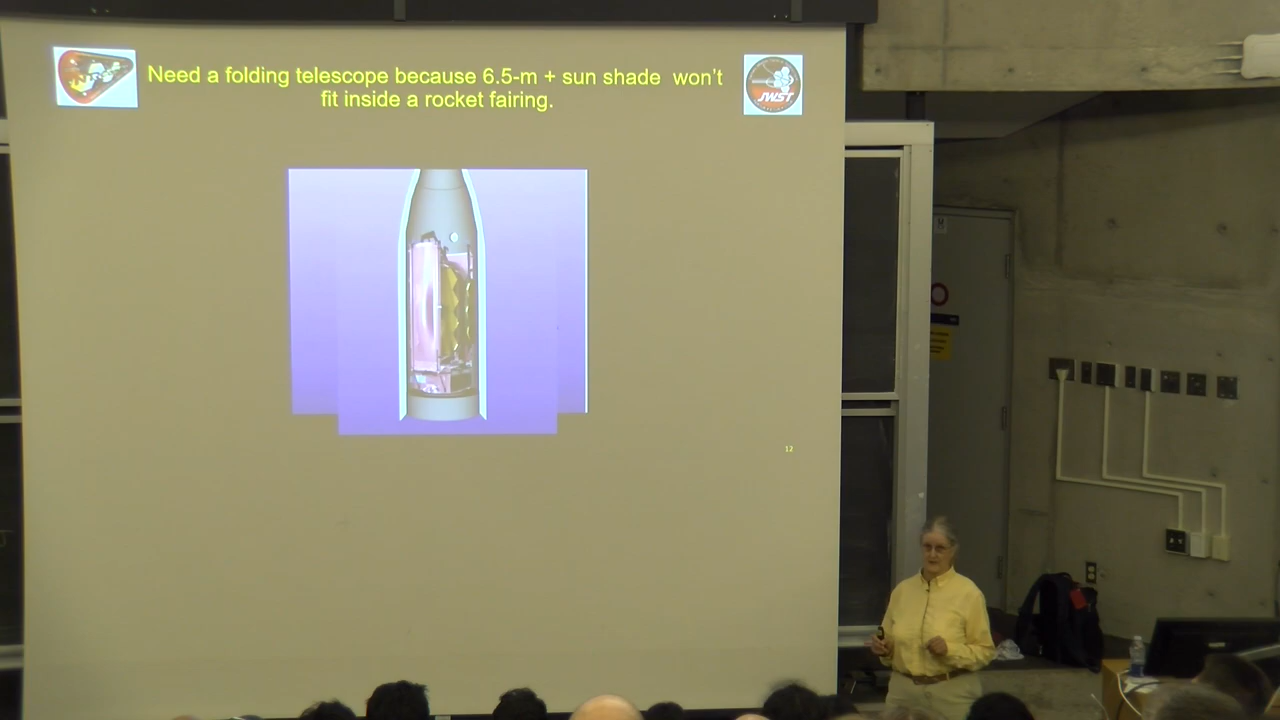 Need a folding telescope because 6.5-m + sun shade won't
fit inside a rocket fairing.
JWST
12